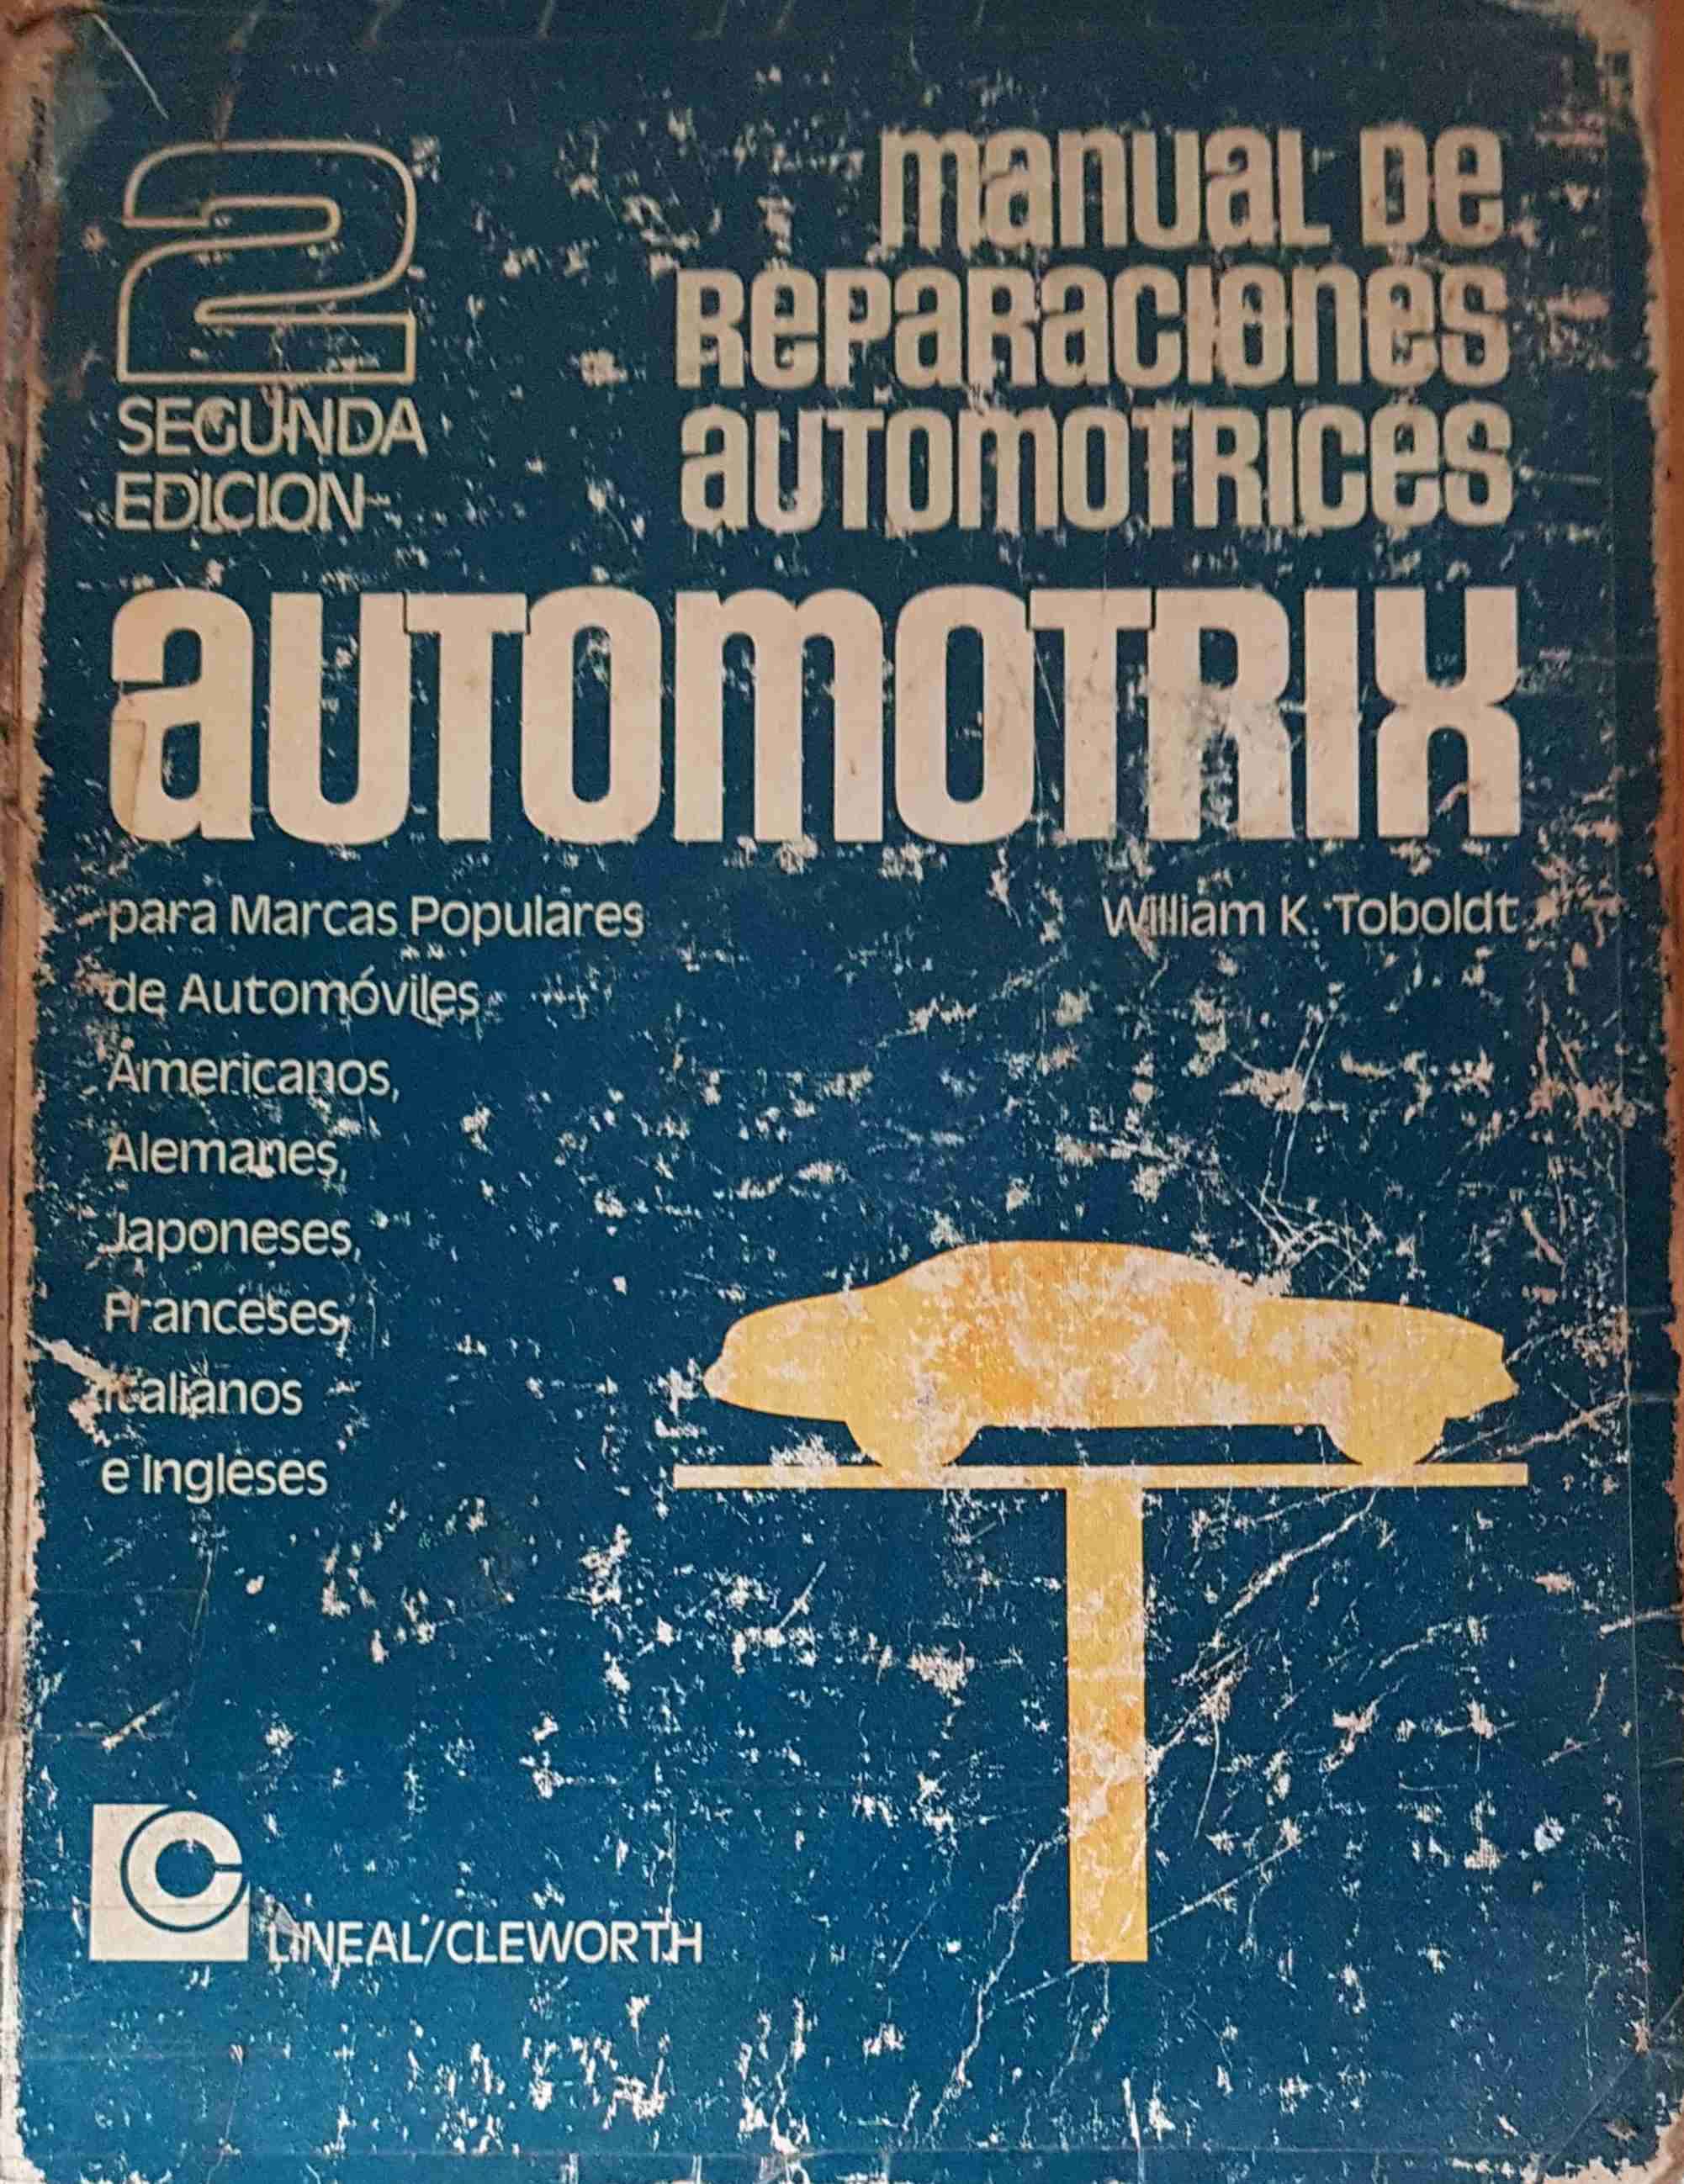 2
SEGUNDA
EDICION
manual de
Reparaciones
automotrices
automotrix
para Marcas Populares
de Automóviles
Americanos,
Alemanes,
Japoneses,
Franceses,
Italianos
e Ingleses
William K. Toboldt
LC
LINEAL/CLEWORTH